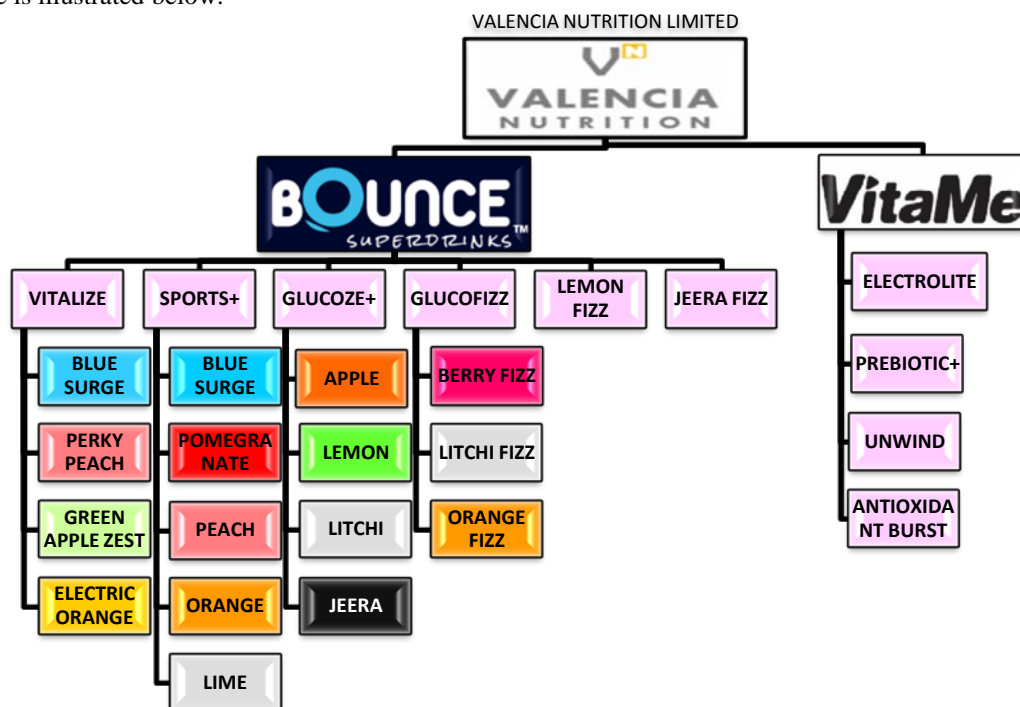 e is illustrated below:
VALENCIA NUTRITION LIMITED
VN
VALENCIA
NUTRITION
BOUNCE™
SUPERDRINKS
VitaMe
VITALIZE
SPORTS+
GLUCOZE+
GLUCOFIZZ
LEMON
FIZZ
JEERA FIZZ
BLUE
SURGE
PERKY
PEACH
GREEN
APPLE ZEST
ELECTRIC
ORANGE
BLUE
SURGE
POMEGRA
NATE
PEACH
ORANGE
LIME
APPLE
LEMON
LITCHI
JEERA
BERRY FIZZ
LITCHI FIZZ
ORANGE
FIZZ
ELECTROLITE
PREBIOTIC+
UNWIND
ANTIOXIDA
NT BURST